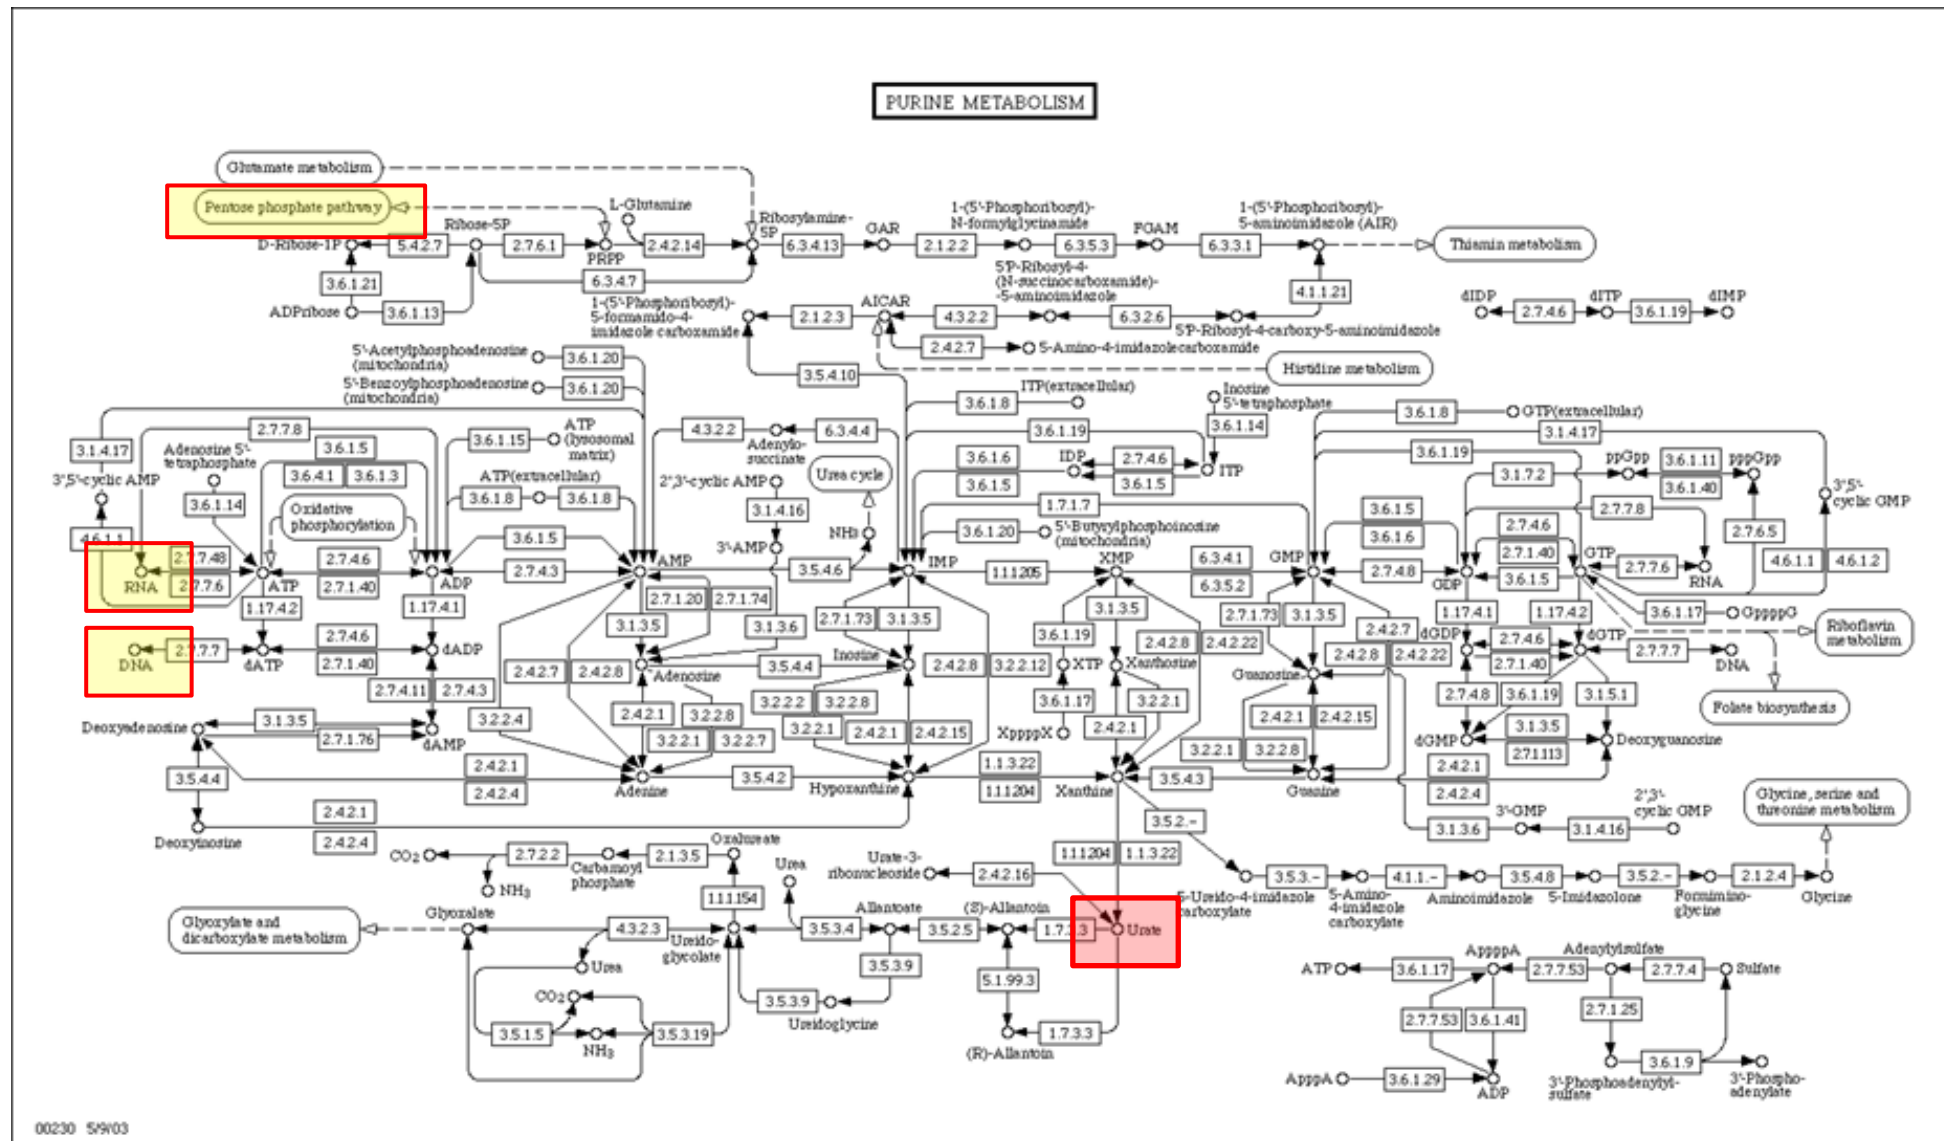 PURINE METABOLISM
Glutamate metabolism
Pentose phosphate pathway
L-Glutamine
Ribose-5P
D-Ribose-1P
5.4.2.7
2.7.6.1
PRPP
2.4.2.14
Ribosylamine-
5P
6.3.4.13
GAR
2.1.2.2
1-(5'-Phosphoribosyl)-
N-formylglycinamide
6.3.5.3
FGAM
6.3.3.1
1-(5'-Phosphoribosyl)-
5-aminoimidazole (AIR)
Thiamin metabolism
6.3.4.7
3.6.1.21
ADPribose
3.6.1.13
1-(5'-Phosphoribosyl)-
5-formamido-4-
imidazole carboxamide
2.1.2.3
AICAR
4.3.2.2
5'P-Ribosyl-4-
(N-succinocarboxamide)-
-5-aminoimidazole
6.3.2.6
4.1.1.21
5'P-Ribosyl-4-carboxy-5-aminoimidazole
2.4.2.7
5-Amino-4-imidazolecarboxamide
Histidine metabolism
dIDP
2.7.4.6
dITP
3.6.1.19
dIMP
5'-Acetylphosphoadenosine
(mitochondria)
3.6.1.20
5'-Benzoylphosphoadenosine
(mitochondria)
3.6.1.20
3.5.4.10
ITP(extracellular)
3.6.1.8
Inosine
5'-tetraphosphate
3.6.1.14
3.6.1.8
GTP(extracellular)
3.1.4.17
2.7.7.8
3.6.1.5
3.6.4.1
3.6.1.3
3.6.1.15
ATP
(lysosomal
matrix)
4.3.2.2
Adenylo-
succinate
6.3.4.4
3.6.1.19
3.1.4.17
3.6.1.19
Adenosine 5'-
tetraphosphate
3.6.1.14
3',5'-cyclic AMP
Oxidative
phosphorylation
ATP(extracellular)
3.6.1.8
3.6.1.8
2',3'-cyclic AMP
3.1.4.16
Urea cycle
NH3
3.6.1.6
3.6.1.5
IDP
2.7.4.6
3.6.1.5
ITP
1.7.1.7
3.6.1.20
5'-Butyrylphosphoinosine
(mitochondria)
3.1.7.2
ppGpp
3.6.1.11
3.6.1.40
pppGpp
3',5'-
cyclic GMP
3.6.1.5
3.6.1.6
2.7.7.8
2.7.4.6
2.7.1.40
2.7.6.5
4.6.1.1
4.6.1.2
4.6.1.1
2.7.7.48
RNA
2.7.7.6
ATP
2.7.4.6
2.7.1.40
ADP
3.6.1.5
2.7.4.3
AMP
3'-AMP
3.5.4.6
IMP
1.1.1.205
XMP
6.3.4.1
6.3.5.2
GMP
2.7.4.8
GDP
3.6.1.5
GTP
2.7.7.6
RNA
1.17.4.2
1.17.4.1
2.7.1.20
2.7.1.74
3.1.3.5
3.1.3.6
2.7.1.73
3.1.3.5
3.1.3.5
2.7.1.73
3.1.3.5
1.17.4.1
1.17.4.2
3.6.1.17
GppppG
Riboflavin
metabolism
DNA
2.7.7.7
dATP
2.7.4.6
2.7.1.40
dADP
2.4.2.7
2.4.2.8
Adenosine
3.5.4.4
Inosine
2.4.2.8
3.2.2.12
3.6.1.19
XTP
Xanthosine
2.4.2.8
2.4.2.22
Guanosine
2.4.2.7
2.4.2.8
2.4.2.22
dGDP
2.7.4.6
2.7.1.40
dGTP
2.7.7.7
DNA
Folate biosynthesis
2.7.4.11
2.7.4.3
3.2.2.4
2.4.2.1
3.2.2.8
3.2.2.1
3.2.2.7
3.2.2.2
3.2.2.8
3.2.2.1
2.4.2.1
2.4.2.15
3.6.1.17
XppppX
3.2.2.1
2.4.2.1
2.4.2.1
2.4.2.15
3.2.2.1
3.2.2.8
2.7.4.8
3.6.1.19
3.1.5.1
Deoxyadenosine
3.1.3.5
2.7.1.76
dAMP
dGMP
3.1.3.5
2.7.1.113
Deoxyguanosine
3.5.4.4
2.4.2.1
2.4.2.4
Adenine
3.5.4.2
Hypoxanthine
1.1.3.22
1.1.1204
Xanthine
3.5.4.3
Guanine
2.4.2.1
2.4.2.4
Deoxyinosine
2.4.2.1
2.4.2.4
3.5.2.-
3.1.3.6
3'-GMP
3.1.4.16
2',3'-
cyclic GMP
Glycine, serine and
threonine metabolism
CO2
2.7.2.2
NH3
Carbamoyl
phosphate
2.1.3.5
Oxalureate
Urea
Urate-3-
ribonucleoside
2.4.2.16
1.1.1204
1.1.3.22
5-Ureido-4-imidazole
carboxylate
3.5.3.-
5-Amino-
4-imidazole
carboxylate
4.1.1.-
Aminoimidazole
3.5.4.8
5-Imidazolone
3.5.2.-
Formimino-
glycine
2.1.2.4
Glycine
1.1.1.154
Glyoxylate and
dicarboxylate metabolism
Glyoxalate
4.3.2.3
Ureido-
glycolate
3.5.3.4
Allantoate
3.5.2.5
(S)-Allantoin
1.7.3.3
Urate
Urea
3.5.3.9
5.1.99.3
CO2
3.5.3.9
Ureidoglycine
3.5.1.5
NH3
3.5.3.19
1.7.3.3
(R)-Allantoin
ATP
3.6.1.17
AppppA
2.7.7.53
Adenylylsulfate
2.7.7.4
Sulfate
2.7.7.53
3.6.1.41
2.7.1.25
ApppA
3.6.1.29
ADP
3'-Phosphoadenylyl-
sulfate
3.6.1.9
3'-Phospho-
adenylate
00230 5/9/03